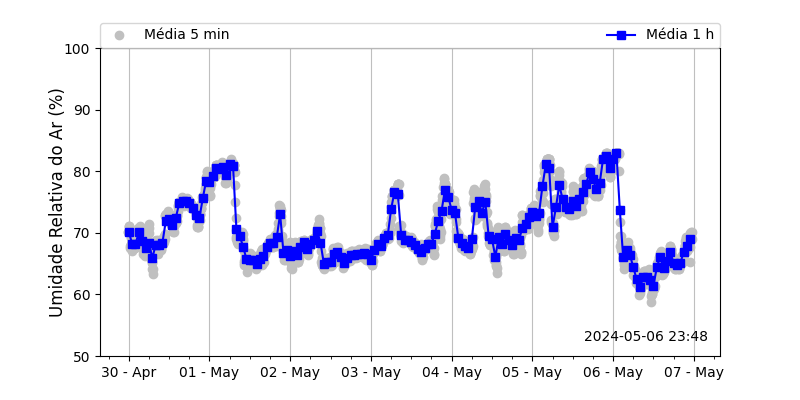 Média 5 min
Média 1 h
Umidade Relativa do Ar (%)
100
90
80
70
60
50
2024-05-06 23:48
30 - Apr
01 - May
02 - May
03 - May
04 - May
05 - May
06 - May
07 - May